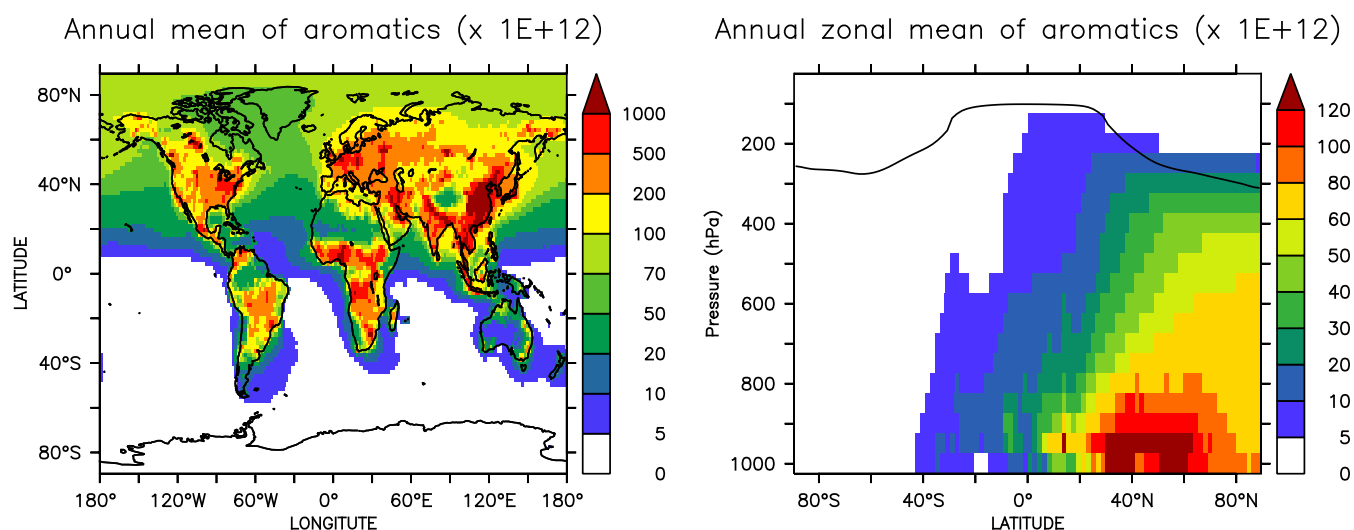 Annual mean of aromatics (x 1E+12)
80°N
40°N
0°
40°S
80°S
LATITUDE
180° 120°W 60°W 0° 60°E 120°E 180°
LONGITUTE
1000
500
200
100
70
50
20
10
5
0
Annual zonal mean of aromatics (x 1E+12)
200
400
600
800
1000
Pressure (hPa)
80°S 40°S 0° 40°N 80°N
LATITUDE
120
100
80
60
50
40
30
20
10
5
0